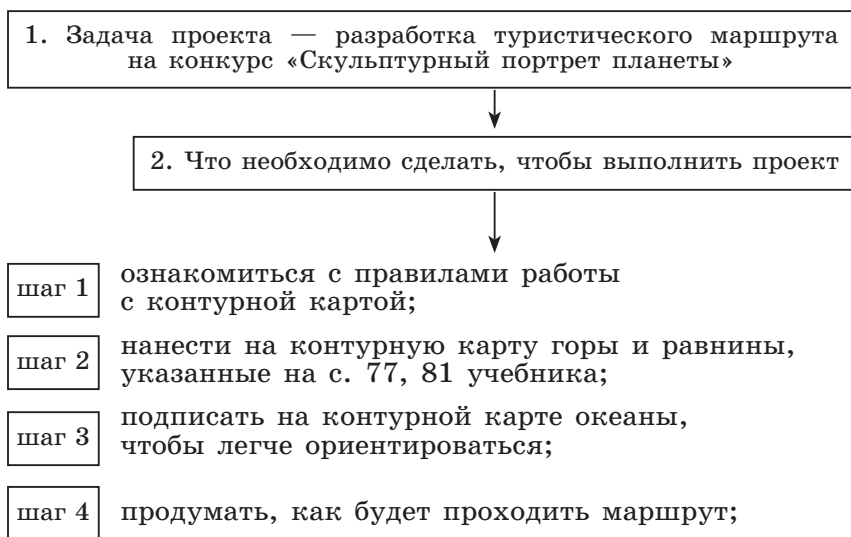 1. Задача проекта — разработка туристического маршрута
на конкурс «Скульптурный портрет планеты»
2. Что необходимо сделать, чтобы выполнить проект
шаг 1
ознакомиться с правилами работы
с контурной картой;
шаг 2
нанести на контурную карту горы и равнины,
указанные на с. 77, 81 учебника;
шаг 3
подписать на контурной карте океаны,
чтобы легче ориентироваться;
шаг 4
продумать, как будет проходить маршрут;